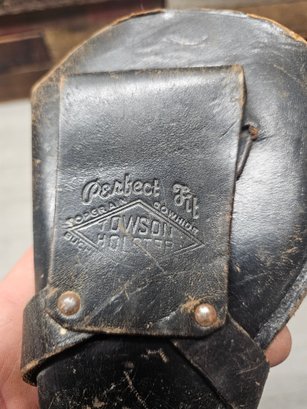 Perfect Fit
TOPGRAIN COWHIDE
TOWSON
HOLSTER